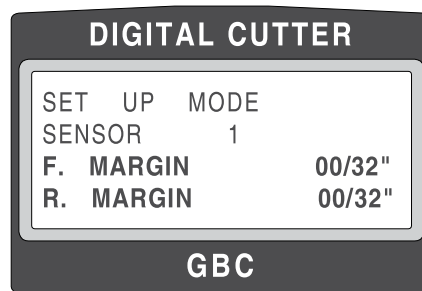 DIGITAL CUTTER
SET UP MODE
SENSOR 1
F. MARGIN 00/32"
R. MARGIN 00/32"
GBC